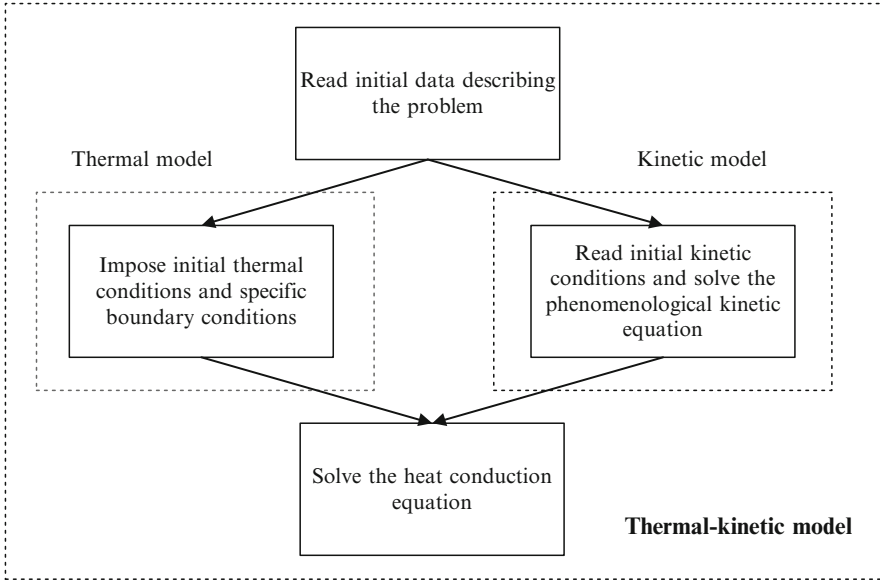 Read initial data describing
the problem
Thermal model
Kinetic model
Impose initial thermal
conditions and specific
boundary conditions
Read initial kinetic
conditions and solve the
phenomenological kinetic
equation
Solve the heat conduction
equation
Thermal-kinetic model